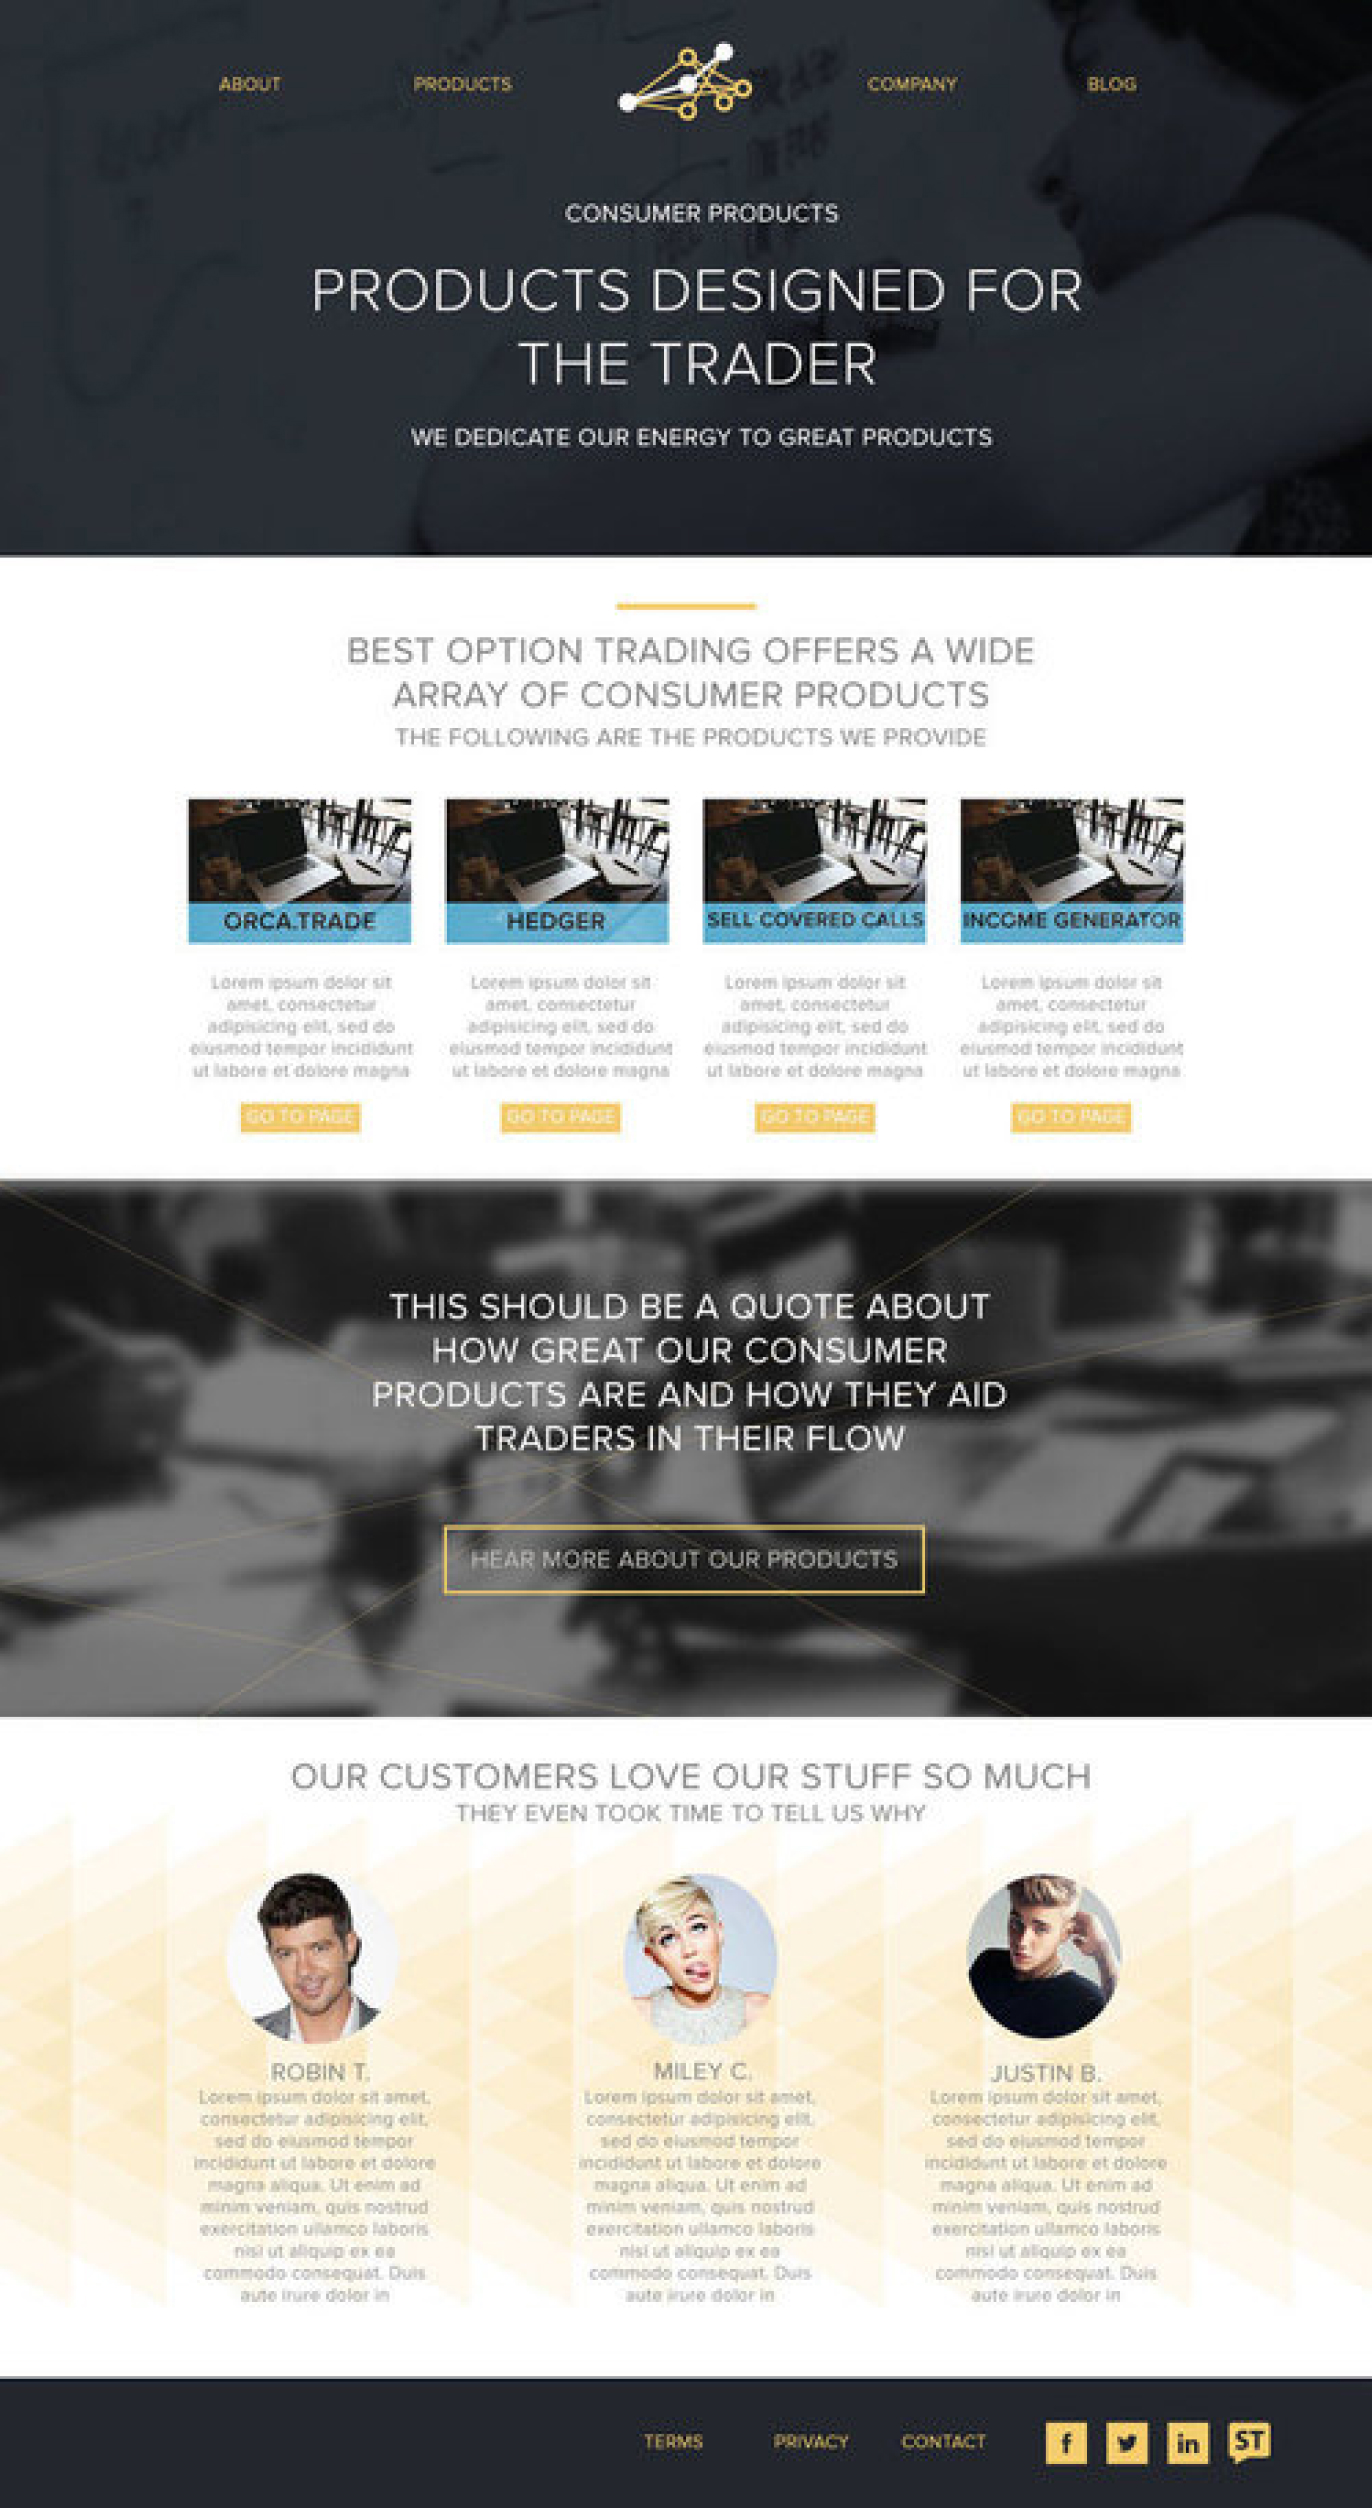 ABOUT
PRODUCTS
COMPANY
BLOG
CONSUMER PRODUCTS
PRODUCTS DESIGNED FOR
THE TRADER
WE DEDICATE OUR ENERGY TO GREAT PRODUCTS
BEST OPTION TRADING OFFERS A WIDE
ARRAY OF CONSUMER PRODUCTS
THE FOLLOWING ARE THE PRODUCTS WE PROVIDE
ORCA.TRADE
Lorem ipsum dolor sit
amet, consectetur
adipisicing elit, sed do
eiusmod tempor incididunt
ut labore et dolore magna
GO TO PAGE
HEDGER
Lorem ipsum dolor sit
amet, consectetur
adipisicing elit, sed do
eiusmod tempor incididunt
ut labore et dolore magna
GO TO PAGE
SELL COVERED CALLS
Lorem ipsum dolor sit
amet, consectetur
adipisicing elit, sed do
eiusmod tempor incididunt
ut labore et dolore magna
GO TO PAGE
INCOME GENERATOR
Lorem ipsum dolor sit
amet, consectetur
adipisicing elit, sed do
eiusmod tempor incididunt
ut labore et dolore magna
GO TO PAGE
THIS SHOULD BE A QUOTE ABOUT
HOW GREAT OUR CONSUMER
PRODUCTS ARE AND HOW THEY AID
TRADERS IN THEIR FLOW
HEAR MORE ABOUT OUR PRODUCTS
OUR CUSTOMERS LOVE OUR STUFF SO MUCH
THEY EVEN TOOK TIME TO TELL US WHY
ROBIN T.
Lorem ipsum dolor sit amet,
consectetur adipisicing elit,
sed do eiusmod tempor
incididunt ut labore et dolore
magna aliqua. Ut enim ad
minim veniam, quis nostrud
exercitation ullamco laboris
nisi ut aliquip ex ea
commodo consequat. Duis
aute irure dolor in
MILEY C.
Lorem ipsum dolor sit amet,
consectetur adipisicing elit,
sed do eiusmod tempor
incididunt ut labore et dolore
magna aliqua. Ut enim ad
minim veniam, quis nostrud
exercitation ullamco laboris
nisi ut aliquip ex ea
commodo consequat. Duis
aute irure dolor in
JUSTIN B.
Lorem ipsum dolor sit amet,
consectetur adipisicing elit,
sed do eiusmod tempor
incididunt ut labore et dolore
magna aliqua. Ut enim ad
minim veniam, quis nostrud
exercitation ullamco laboris
nisi ut aliquip ex ea
commodo consequat. Duis
aute irure dolor in
TERMS
PRIVACY
CONTACT
f
in
ST